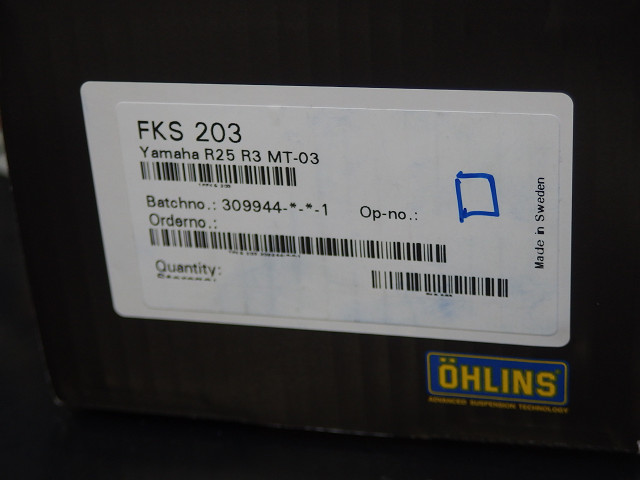 FKS 203
Yamaha R25 R3 MT-03
Batchno.: 309944-*-*-1 Op-no.:
Orderno.:
Quantity:
Made in Sweden
ÖHLINS
ADVANCED SUSPENSION TECHNOLOGY